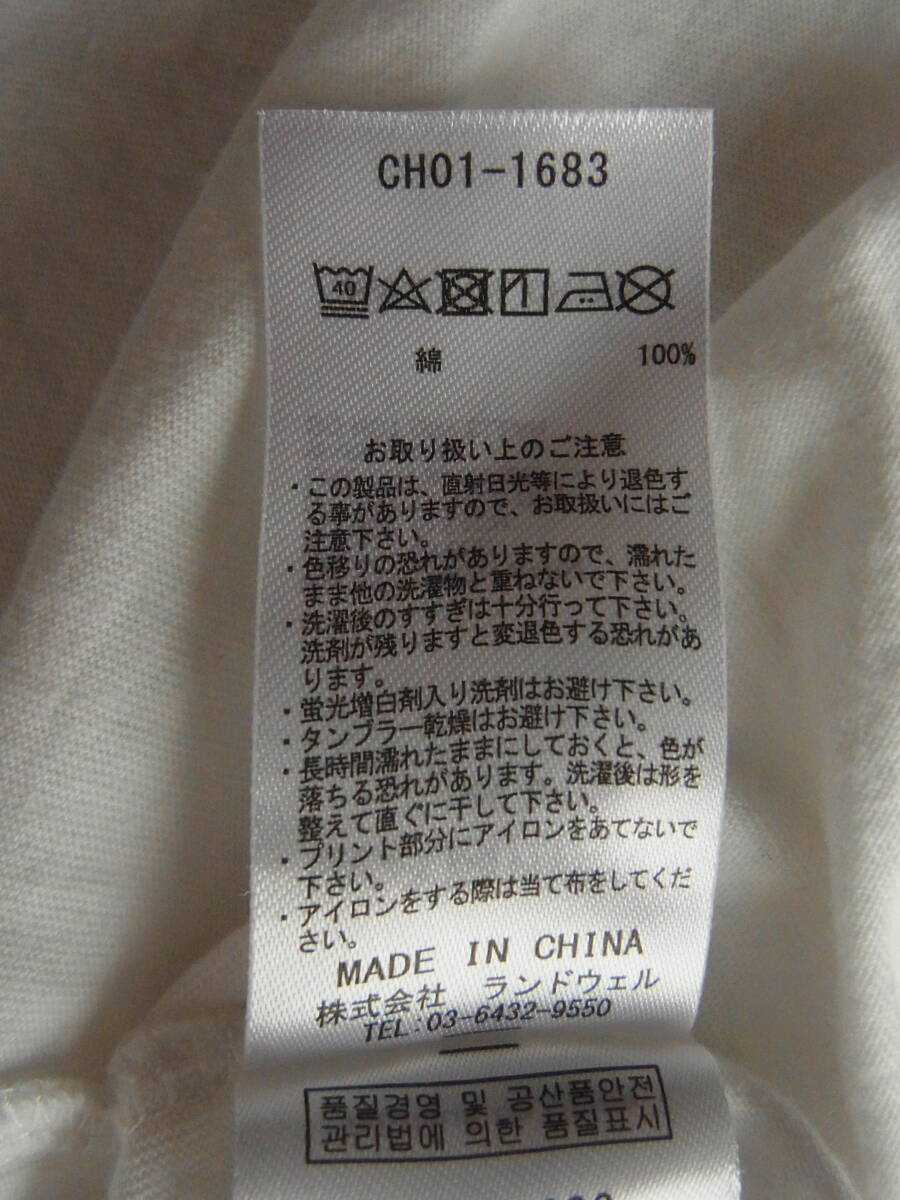 CH01-1683
40
綿 100%
お取り扱い上のご注意
・この製品は、直射日光等により退色す
る事がありますので、お取扱いにはご
注意下さい。
・色移りの恐れがありますので、濡れた
まま他の洗濯物と重ねないで下さい。
・洗濯後のすすぎは十分行って下さい。
洗剤が残りますと変退色する恐れがあ
ります。
・蛍光増白剤入り洗剤はお避け下さい。
・タンブラー乾燥はお避け下さい。
・長時間濡れたままにしておくと、色が
落ちる恐れがあります。洗濯後は形を
整えて直ぐに干して下さい。
・プリント部分にアイロンをあてないで
下さい。
・アイロンをする際は当て布をしてくだ
さい。
MADE IN CHINA
株式会社 ランドウェル
TEL:03-6432-9550
품질경영 및 공산품안전
관리법에 의한 품질표시